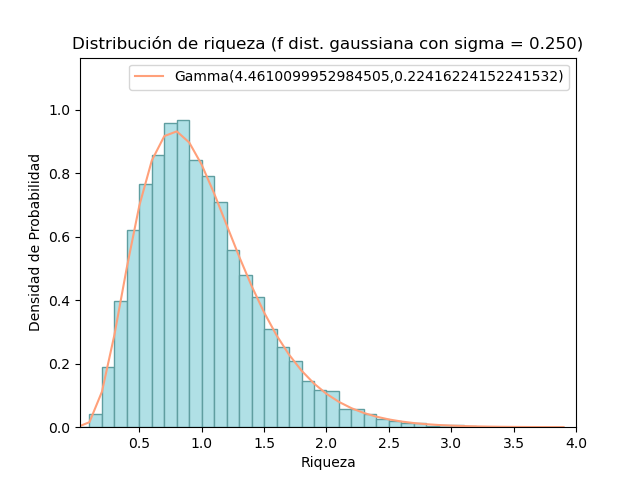 Distribución de riqueza (f dist. gaussiana con sigma = 0.250)
Gamma(4.4610099952984505,0.22416224152241532)
Densidad de Probabilidad
1.0
0.8
0.6
0.4
0.2
0.0
0.5 1.0 1.5 2.0 2.5 3.0 3.5 4.0
Riqueza